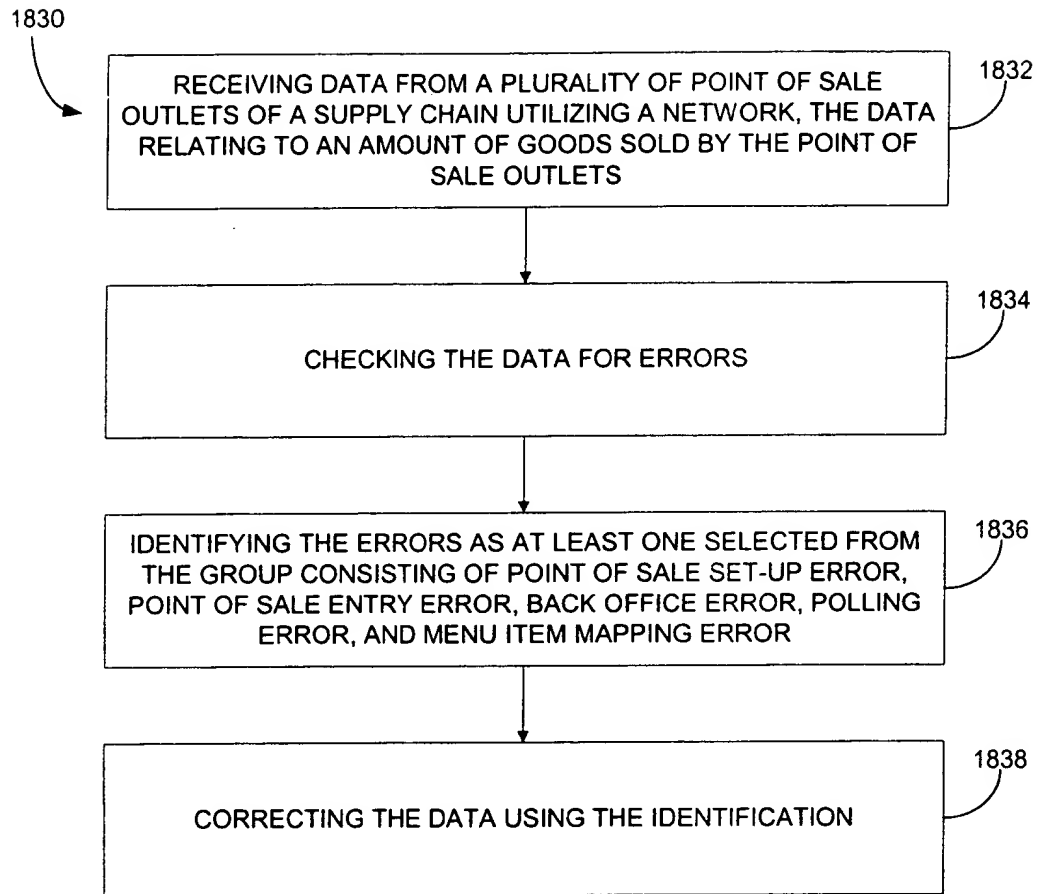 1830
RECEIVING DATA FROM A PLURALITY OF POINT OF SALE
OUTLETS OF A SUPPLY CHAIN UTILIZING A NETWORK, THE DATA
RELATING TO AN AMOUNT OF GOODS SOLD BY THE POINT OF
SALE OUTLETS
1832
CHECKING THE DATA FOR ERRORS
1834
IDENTIFYING THE ERRORS AS AT LEAST ONE SELECTED FROM
THE GROUP CONSISTING OF POINT OF SALE SET-UP ERROR,
POINT OF SALE ENTRY ERROR, BACK OFFICE ERROR, POLLING
ERROR, AND MENU ITEM MAPPING ERROR
1836
CORRECTING THE DATA USING THE IDENTIFICATION
1838